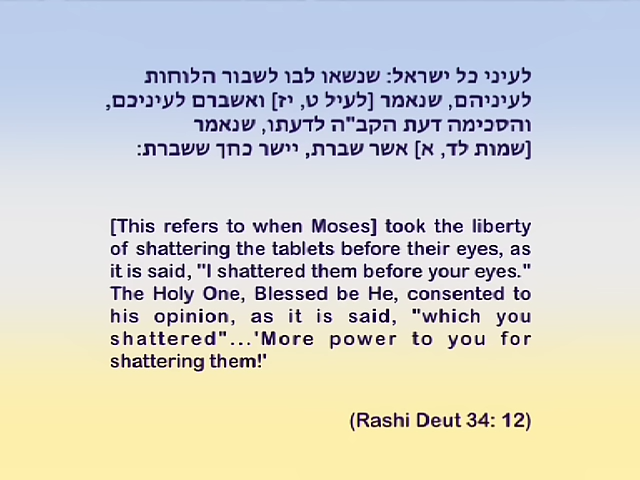 לעיני כל ישראל: שנשאו לבו לשבור הלוחות
לעיניהם, שנאמר [לעיל ט, יז] ואשברם לעיניכם,
והסכימה דעת הקב"ה לדעתו, שנאמר
[שמות לד, א] אשר שברת, יישר כחך ששברת:
[This refers to when Moses] took the liberty
of shattering the tablets before their eyes, as
it is said, "I shattered them before your eyes."
The Holy One, Blessed be He, consented to
his opinion, as it is said, "which you
shattered"...'More power to you for
shattering them!'
(Rashi Deut 34: 12)